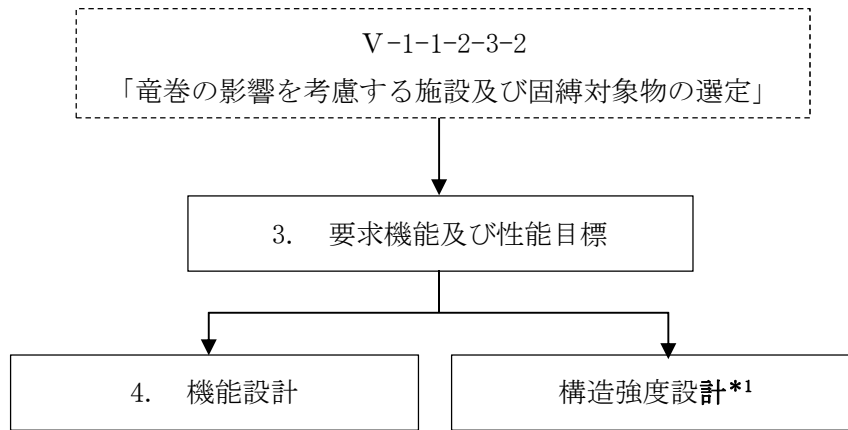 Ⅴ-1-1-2-3-2
「竜巻の影響を考慮する施設及び固縛対象物の選定」
3. 要求機能及び性能目標
4. 機能設計
構造強度設計*1